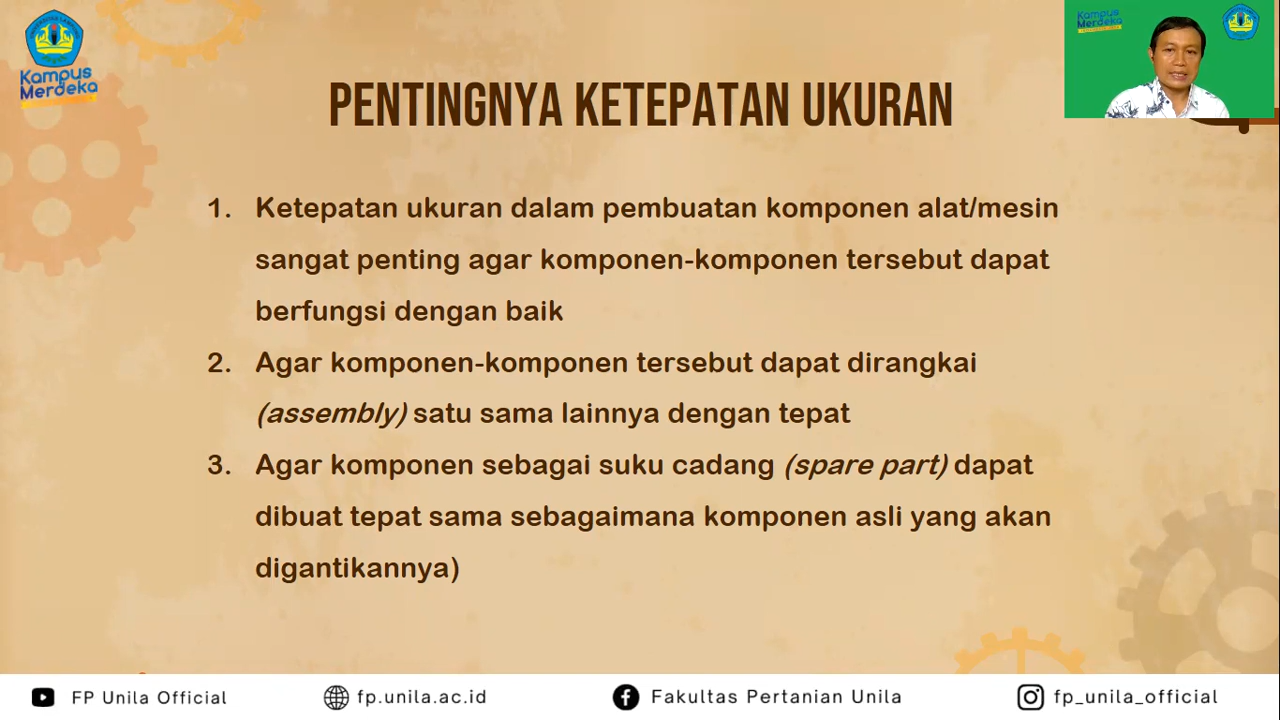 Kampus
Merdeka
Kampus
Merdeka
PENTINGNYA KETEPATAN UKURAN
1. Ketepatan ukuran dalam pembuatan komponen alat/mesin
sangat penting agar komponen-komponen tersebut dapat
berfungsi dengan baik
2. Agar komponen-komponen tersebut dapat dirangkai
(assembly) satu sama lainnya dengan tepat
3. Agar komponen sebagai suku cadang (spare part) dapat
dibuat tepat sama sebagaimana komponen asli yang akan
digantikannya)
FP Unila Official
fp.unila.ac.id
Fakultas Pertanian Unila
fp_unila_official